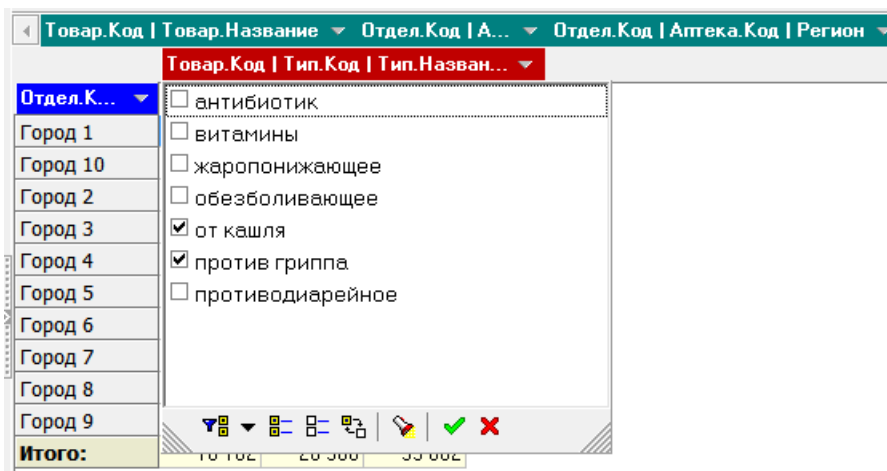 Товар.Код | Товар.Название Отдел.Код | А... Отдел.Код | Аптека.Код | Регион
Товар.Код | Тип.Код | Тип.Назван...
Отдел.К...
антибиотик
Город 1
витамины
Город 10
жаропонижающее
Город 2
обезболивающее
Город 3
от кашля
Город 4
против гриппа
Город 5
противодиарейное
Город 6
Город 7
Город 8
Город 9
Итого: